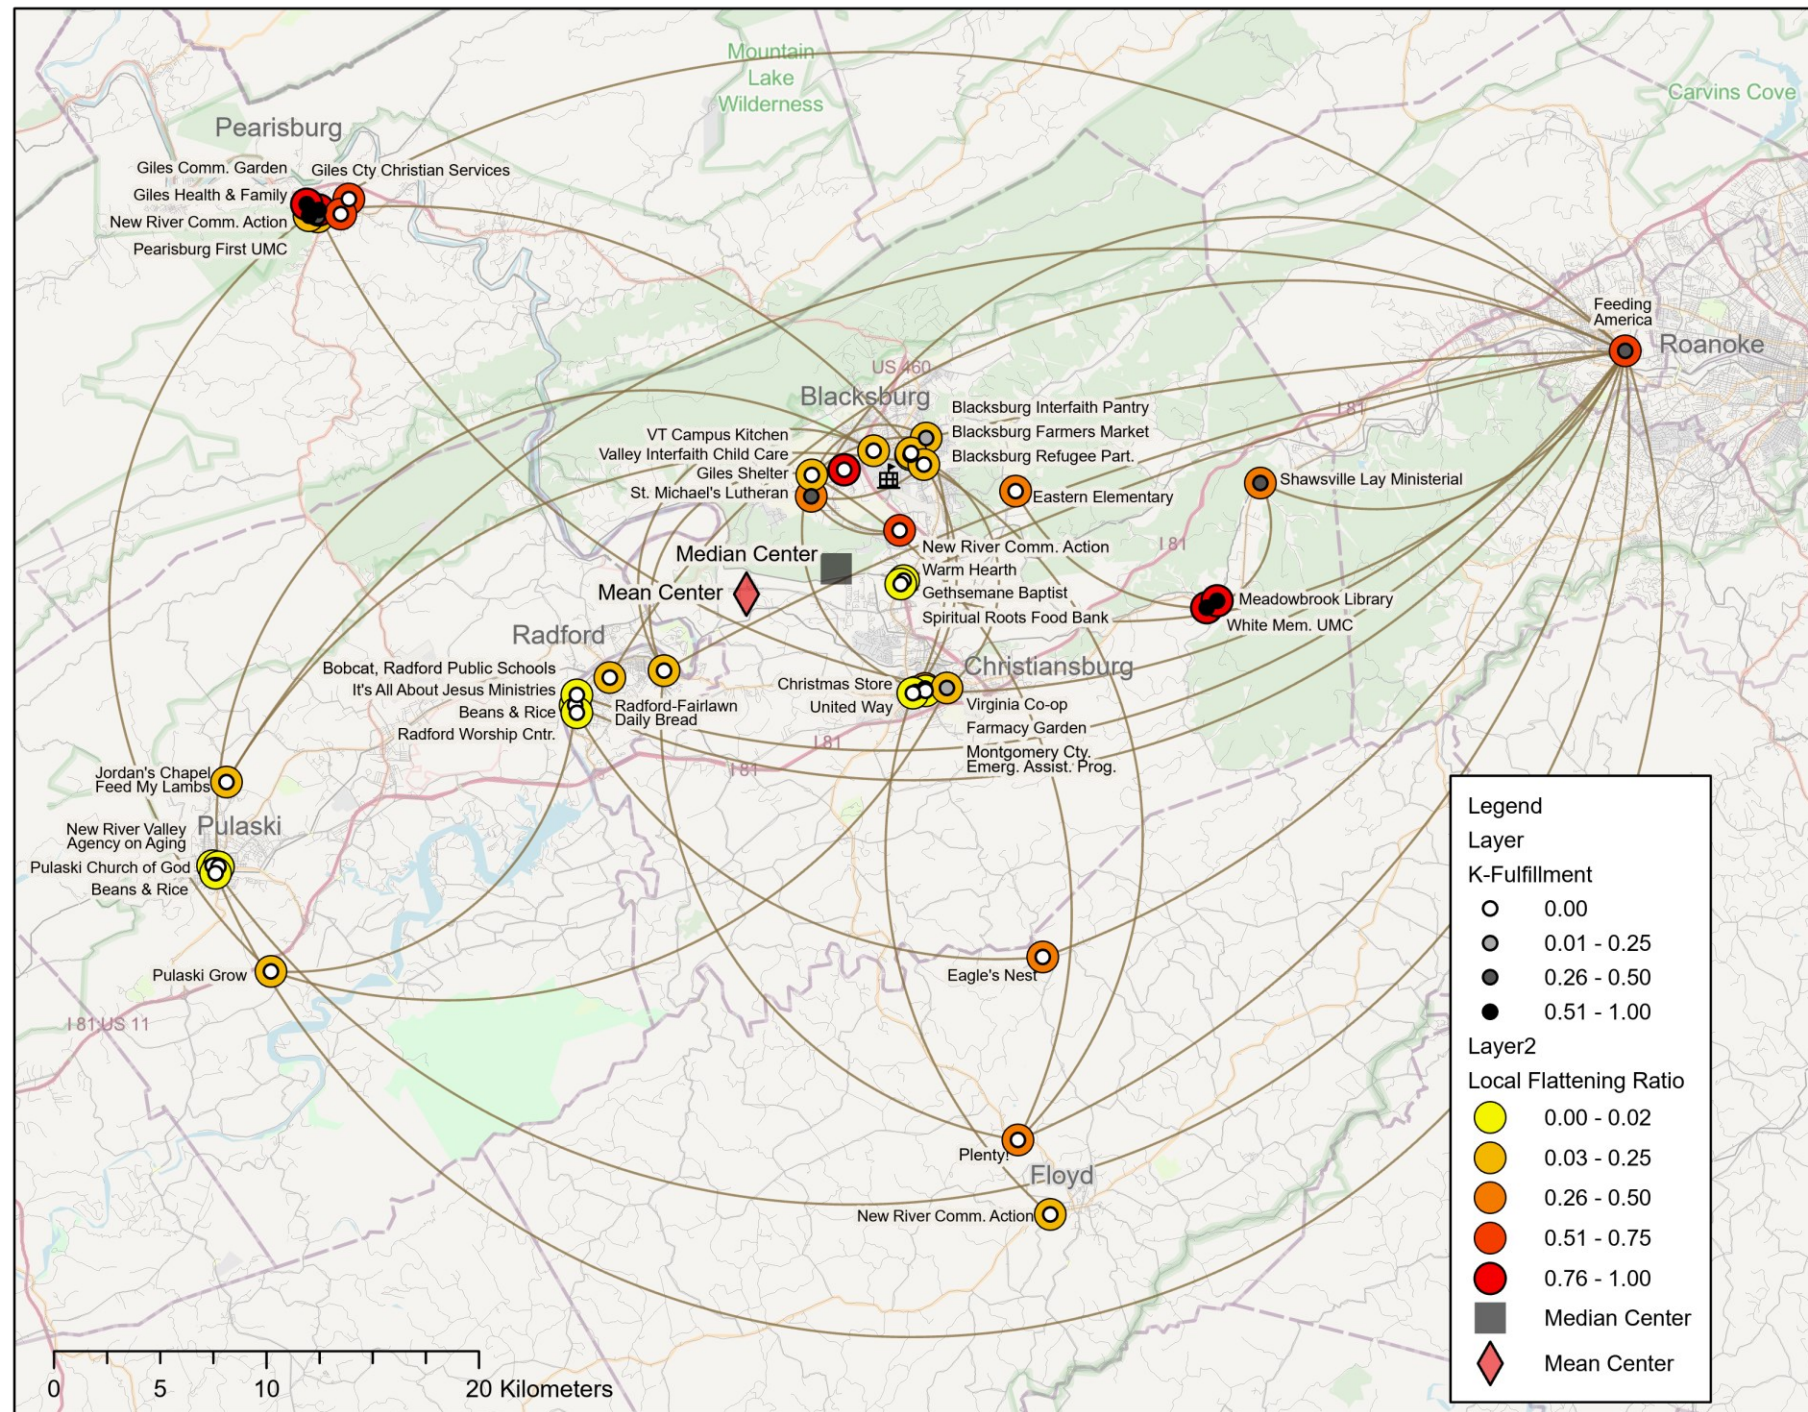 Mountain
Lake
Wilderness
Carvins Cove
Pearisburg
Giles Comm. Garden
Giles Cty Christian Services
Giles Health & Family
New River Comm. Action
Pearisburg First UMC
Feeding
America
Roanoke
US 460
Blacksburg
I 81
Blacksburg Interfaith Pantry
VT Campus Kitchen
Blacksburg Farmers Market
Valley Interfaith Child Care
Blacksburg Refugee Part.
Giles Shelter
St. Michael's Lutheran
Eastern Elementary
Shawsville Lay Ministerial
New River Comm. Action
I 81
Median Center
Warm Hearth
Mean Center
Gethsemane Baptist
Meadowbrook Library
Spiritual Roots Food Bank
White Mem. UMC
Radford
Christiansburg
Bobcat, Radford Public Schools
It's All About Jesus Ministries
Beans & Rice
Radford Worship Cntr.
Radford-Fairlawn
Daily Bread
Christmas Store
United Way
Virginia Co-op
Farmacy Garden
Montgomery Cty.
Emerg. Assist. Prog.
I 81
I 81
Jordan's Chapel
Feed My Lambs
Pulaski
New River Valley
Agency on Aging
Pulaski Church of God
Beans & Rice
Pulaski Grow
Eagle's Nest
I 81;US 11
Plenty!
Floyd
New River Comm. Action
Legend
Layer
K-Fulfillment
0.00
0.01 - 0.25
0.26 - 0.50
0.51 - 1.00
Layer2
Local Flattening Ratio
0.00 - 0.02
0.03 - 0.25
0.26 - 0.50
0.51 - 0.75
0.76 - 1.00
Median Center
Mean Center
0 5 10 20 Kilometers